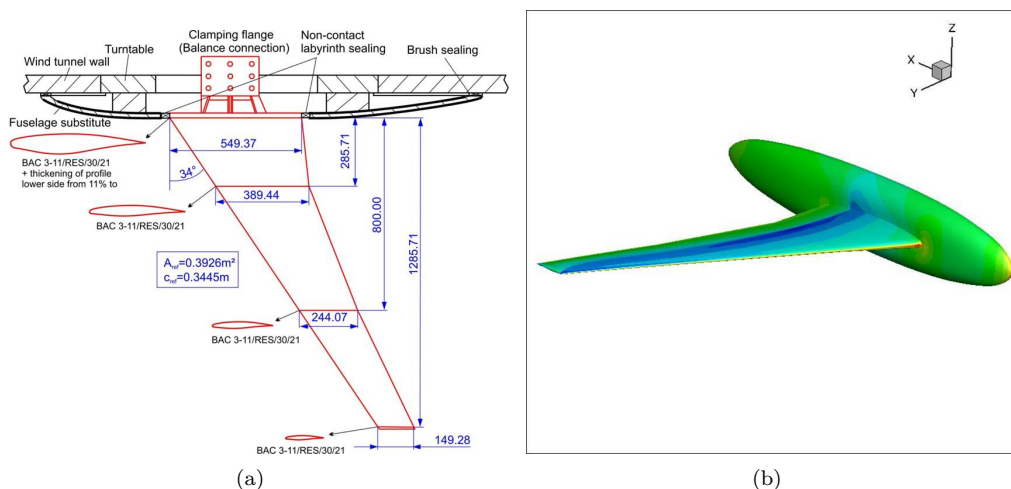 Clamping flange
(Balance connection)
Non-contact
labyrinth sealing
Brush sealing
Turntable
Wind tunnel wall
Fuselage substitute
549.37
285.71
BAC 3-11/RES/30/21
+ thickening of profile
lower side from 11% to
34°
389.44
BAC 3-11/RES/30/21
800.00
1285.71
A_ref=0.3926m²
c_ref=0.3445m
244.07
BAC 3-11/RES/30/21
149.28
BAC 3-11/RES/30/21
(a)
Z
X
Y
(b)